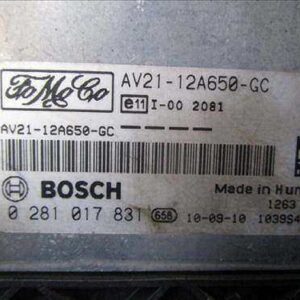 FoMoCo AV21-12A650-GC
e11 I-00 2081
AV21-12A650-GC
BOSCH Made in Hun
1263
0 281 017 831 658 10-09-10 1039S4